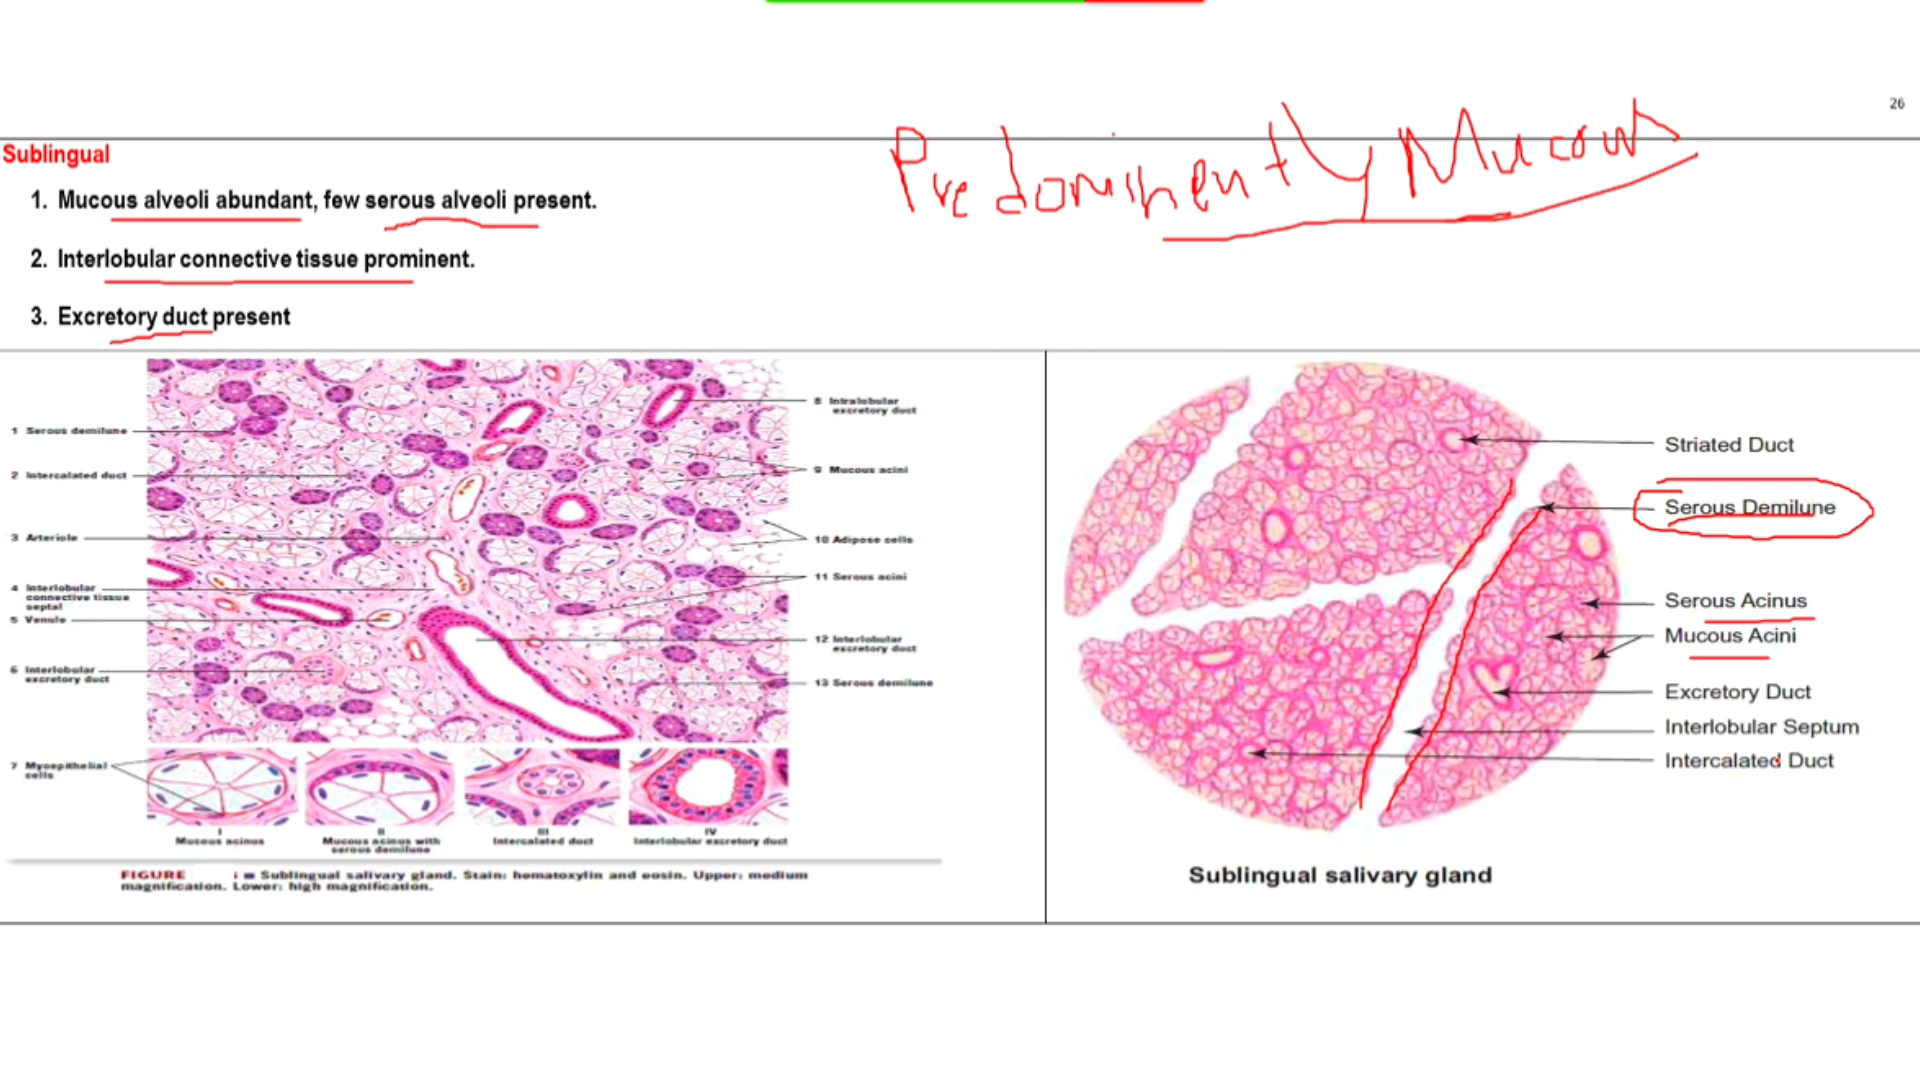 26
Predominently Mucous
Sublingual
1. Mucous alveoli abundant, few serous alveoli present.
2. Interlobular connective tissue prominent.
3. Excretory duct present
1 Serous demilune
2 Intercalated duct
3 Arteriole
4 Interlobular
connective tissue
septal
5 Venule
6 Interlobular
excretory duct
7 Myoepithelial
cells
8 Intralobular
excretory duct
9 Mucous acini
10 Adipose cells
11 Serous acini
12 Interlobular
excretory duct
13 Serous demilune
I
Mucous acinus
II
Mucous acinus with
serous demilune
III
Intercalated duct
IV
Interlobular excretory duct
FIGURE Sublingual salivary gland. Stain: hematoxylin and eosin. Upper: medium
magnification. Lower: high magnification.
Striated Duct
Serous Demilune
Serous Acinus
Mucous Acini
Excretory Duct
Interlobular Septum
Intercalated Duct
Sublingual salivary gland